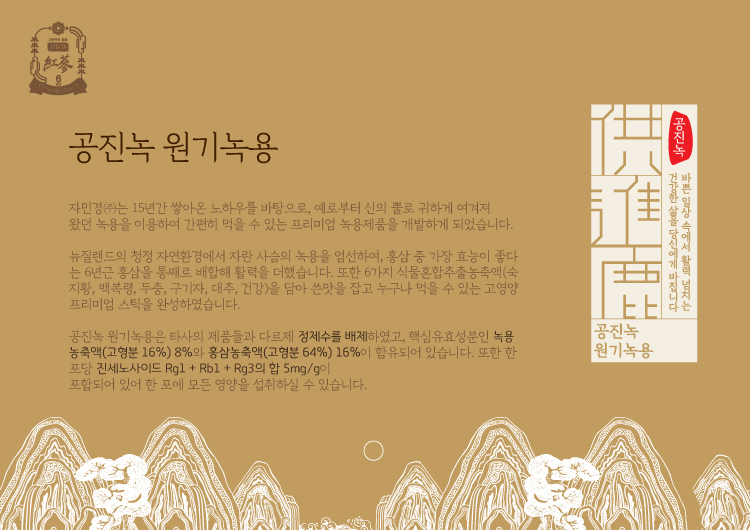 紅蔘
6
공진녹 원기녹용
자민경(주)는 15년간 쌓아온 노하우를 바탕으로, 예로부터 신의 뿔로 귀하게 여겨져
왔던 녹용을 이용하여 간편히 먹을 수 있는 프리미엄 녹용제품을 개발하게 되었습니다.
뉴질랜드의 청정 자연환경에서 자란 사슴의 녹용을 엄선하여, 홍삼 중 가장 효능이 좋다
는 6년근 홍삼을 통째로 배합해 활력을 더했습니다. 또한 6가지 식물혼합추출농축액(숙
지황, 백복령, 두충, 구기자, 대추, 건강)을 담아 쓴맛을 잡고 누구나 먹을 수 있는 고영양
프리미엄 스틱을 완성하였습니다.
공진녹 원기녹용은 타사의 제품들과 다르게 정제수를 배제하였고, 핵심유효성분인 녹용
농축액(고형분 16%) 8%와 홍삼농축액(고형분 64%) 16%이 함유되어 있습니다. 또한 한
포당 진세노사이드 Rg1 + Rb1 + Rg3의 합 5mg/g이
포함되어 있어 한 포에 모든 영양을 섭취하실 수 있습니다.
공진녹
바쁜 일상 속에서 활력 넘치는
건강한 삶을 당신에게 바칩니다
공진녹
원기녹용